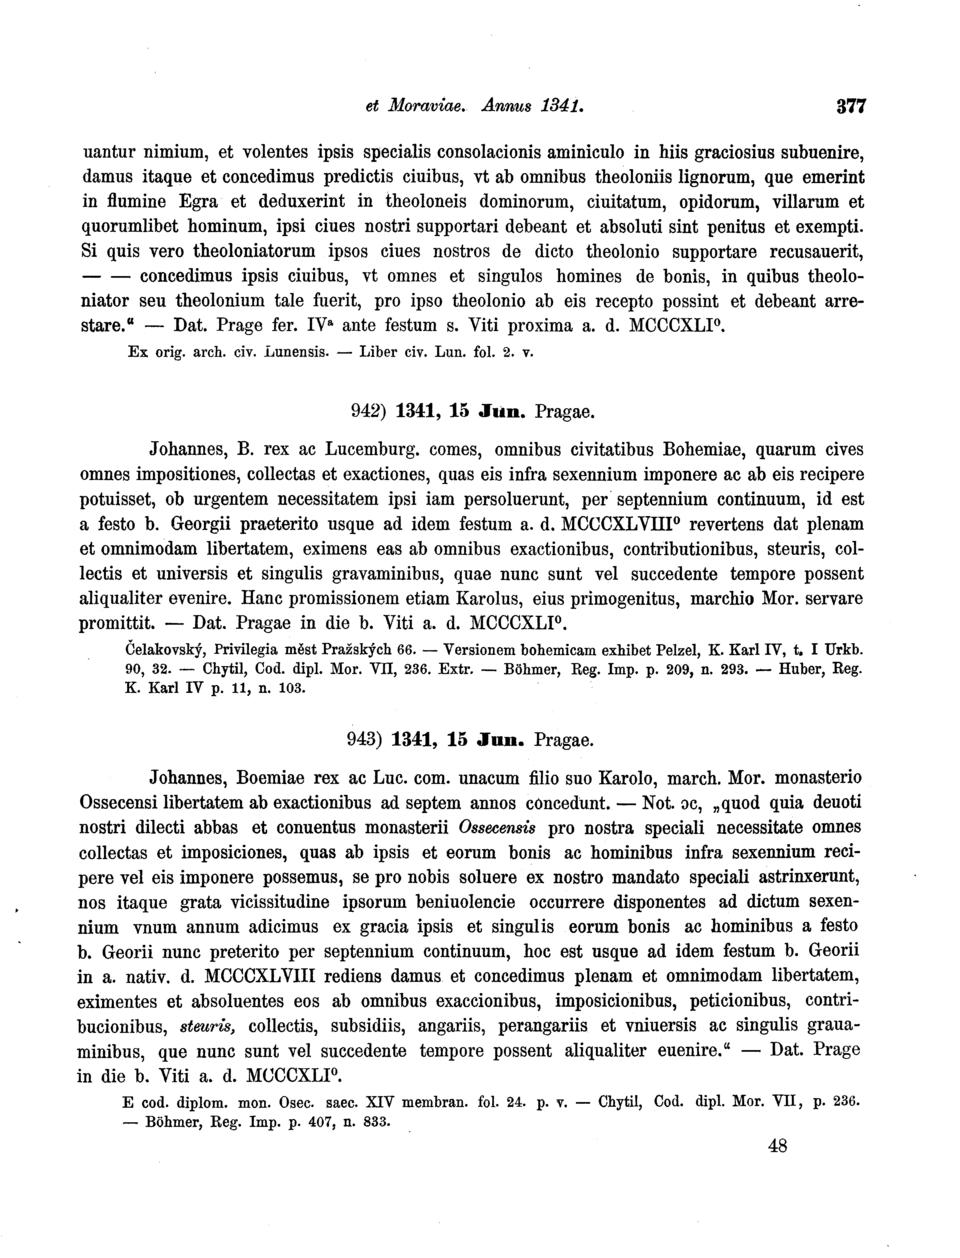 et Moraviae. Annus 1341. 377
uantur nimium, et volentes ipsis specialis consolacionis aminiculo in hiis graciosius subuenire,
damus itaque et concedimus predictis ciuibus, vt ab omnibus theoloniis lignorum, que emerint
in flumine Egra et deduxerint in theoloneis dominorum, ciuitatum, opidorum, villarum et
quorumlibet hominum, ipsi ciues nostri supportari debeant et absoluti sint penitus et exempti.
Si quis vero theoloniatorum ipsos ciues nostros de dicto theolonio supportare recusauerit,
— — concedimus ipsis ciuibus, vt omnes et singulos homines de bonis, in quibus theolo-
niator seu theolonium tale fuerit, pro ipso theolonio ab eis recepto possint et debeant arre-
stare.“ — Dat. Prage fer. IVª ante festum s. Viti proxima a. d. MCCCXLI⁰.
Ex orig. arch. civ. Lunensis. — Liber civ. Lun. fol. 2. v.
942) 1341, 15 Jun. Pragae.
Johannes, B. rex ac Lucemburg. comes, omnibus civitatibus Bohemiae, quarum cives
omnes impositiones, collectas et exactiones, quas eis infra sexennium imponere ac ab eis recipere
potuisset, ob urgentem necessitatem ipsi iam persoluerunt, per septennium continuum, id est
a festo b. Georgii praeterito usque ad idem festum a. d. MCCCXLVIII⁰ revertens dat plenam
et omnimodam libertatem, eximens eas ab omnibus exactionibus, contributionibus, steuris, col-
lectis et universis et singulis gravaminibus, quae nunc sunt vel succedente tempore possent
aliqualiter evenire. Hanc promissionem etiam Karolus, eius primogenitus, marchio Mor. servare
promittit. — Dat. Pragae in die b. Viti a. d. MCCCXLI⁰.
Čelakovský, Privilegia měst Pražských 66. — Versionem bohemicam exhibet Pelzel, K. Karl IV, t. I Urkb.
90, 32. — Chytil, Cod. dipl. Mor. VII, 236. Extr. — Böhmer, Reg. Imp. p. 209, n. 293. — Huber, Reg.
K. Karl IV p. 11, n. 103.
943) 1341, 15 Jun. Pragae.
Johannes, Boemiae rex ac Luc. com. unacum filio suo Karolo, march. Mor. monasterio
Ossecensi libertatem ab exactionibus ad septem annos concedunt. — Not. ɔc, „quod quia deuoti
nostri dilecti abbas et conuentus monasterii Ossecensis pro nostra speciali necessitate omnes
collectas et imposiciones, quas ab ipsis et eorum bonis ac hominibus infra sexennium reci-
pere vel eis imponere possemus, se pro nobis soluere ex nostro mandato speciali astrinxerunt,
nos itaque grata vicissitudine ipsorum beniuolencie occurrere disponentes ad dictum sexen-
nium vnum annum adicimus ex gracia ipsis et singulis eorum bonis ac hominibus a festo
b. Georii nunc preterito per septennium continuum, hoc est usque ad idem festum b. Georii
in a. nativ. d. MCCCXLVIII rediens damus et concedimus plenam et omnimodam libertatem,
eximentes et absoluentes eos ab omnibus exaccionibus, imposicionibus, peticionibus, contri-
bucionibus, steuris, collectis, subsidiis, angariis, perangariis et vniuersis ac singulis graua-
minibus, que nunc sunt vel succedente tempore possent aliqualiter euenire.“ — Dat. Prage
in die b. Viti a. d. MCCCXLI⁰.
E cod. diplom. mon. Osec. saec. XIV membran. fol. 24. p. v. — Chytil, Cod. dipl. Mor. VII, p. 236.
— Böhmer, Reg. Imp. p. 407, n. 833.
48